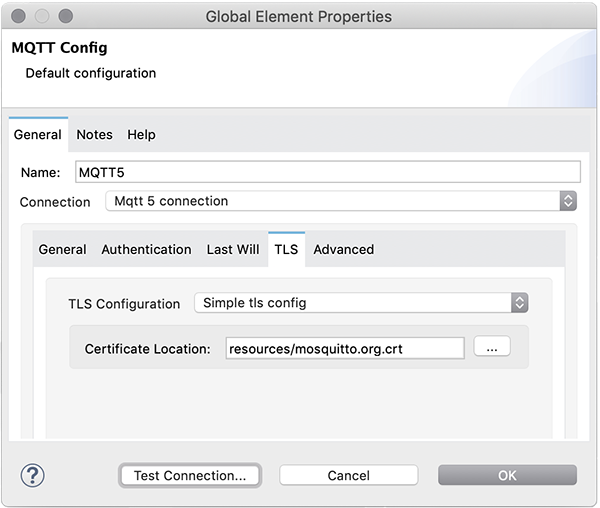 Global Element Properties
MQTT Config
Default configuration
General Notes Help
Name: MQTT5
Connection Mqtt 5 connection
General Authentication Last Will TLS Advanced
TLS Configuration Simple tls config
Certificate Location: resources/mosquitto.org.crt ...
? Test Connection... Cancel OK